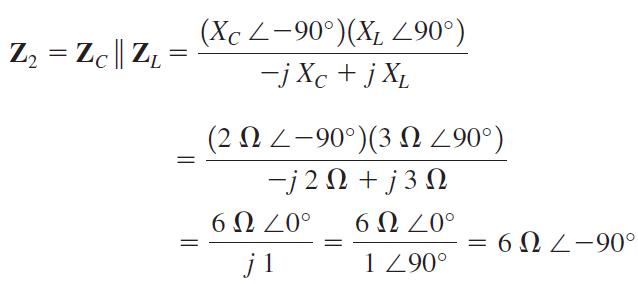 Z₂ = Z_C ∥ Z_L = (X_C ∠−90°)(X_L ∠90°) / −j X_C + j X_L
= (2 Ω ∠−90°)(3 Ω ∠90°) / −j 2 Ω + j 3 Ω
= 6 Ω ∠0° / j 1 = 6 Ω ∠0° / 1 ∠90° = 6 Ω ∠−90°